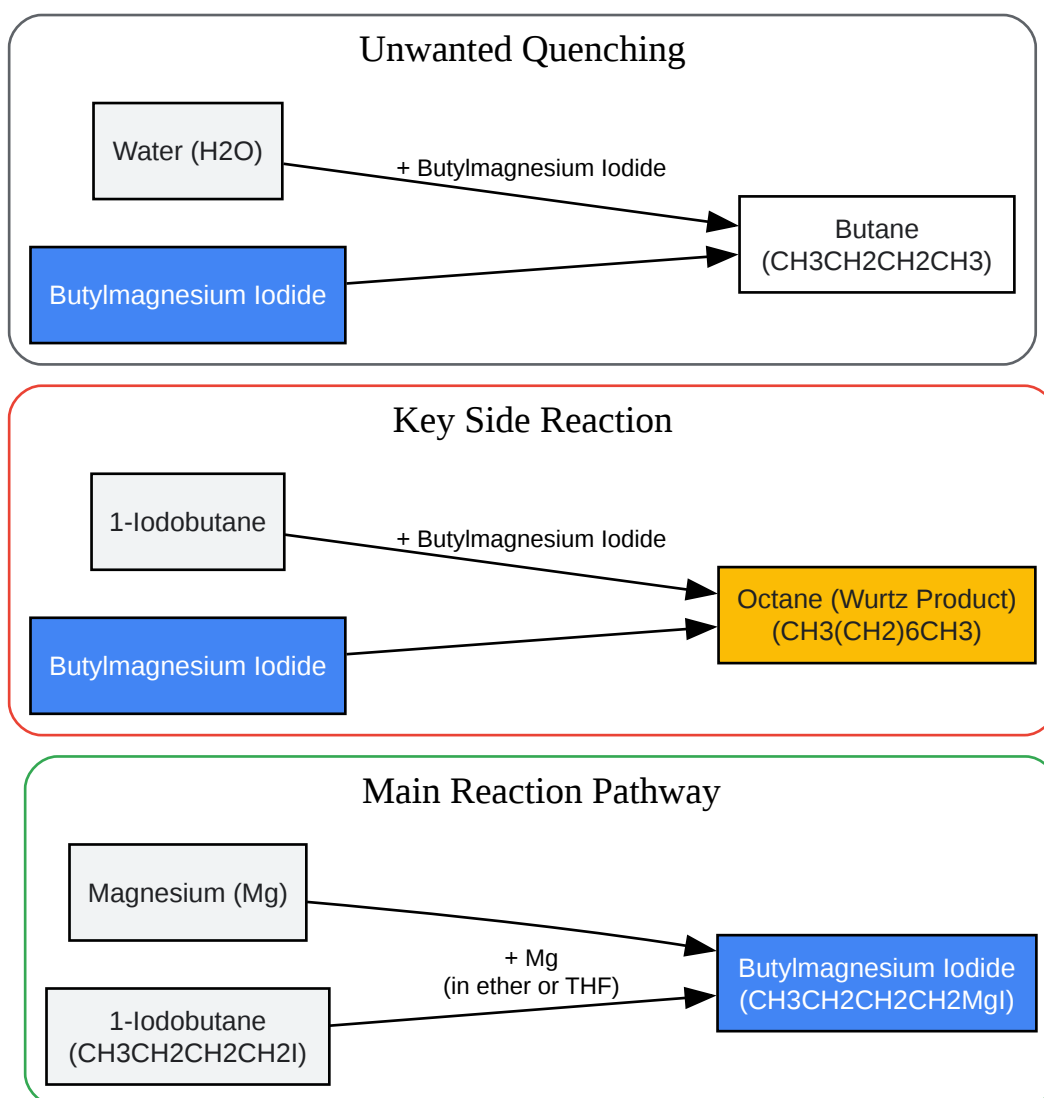 Unwanted Quenching
Water (H2O)
+ Butylmagnesium Iodide
Butylmagnesium Iodide
Butane
(CH3CH2CH2CH3)
Key Side Reaction
1-Iodobutane
+ Butylmagnesium Iodide
Butylmagnesium Iodide
Octane (Wurtz Product)
(CH3(CH2)6CH3)
Main Reaction Pathway
Magnesium (Mg)
+ Mg
(in ether or THF)
1-Iodobutane
(CH3CH2CH2CH2I)
Butylmagnesium Iodide
(CH3CH2CH2CH2MgI)